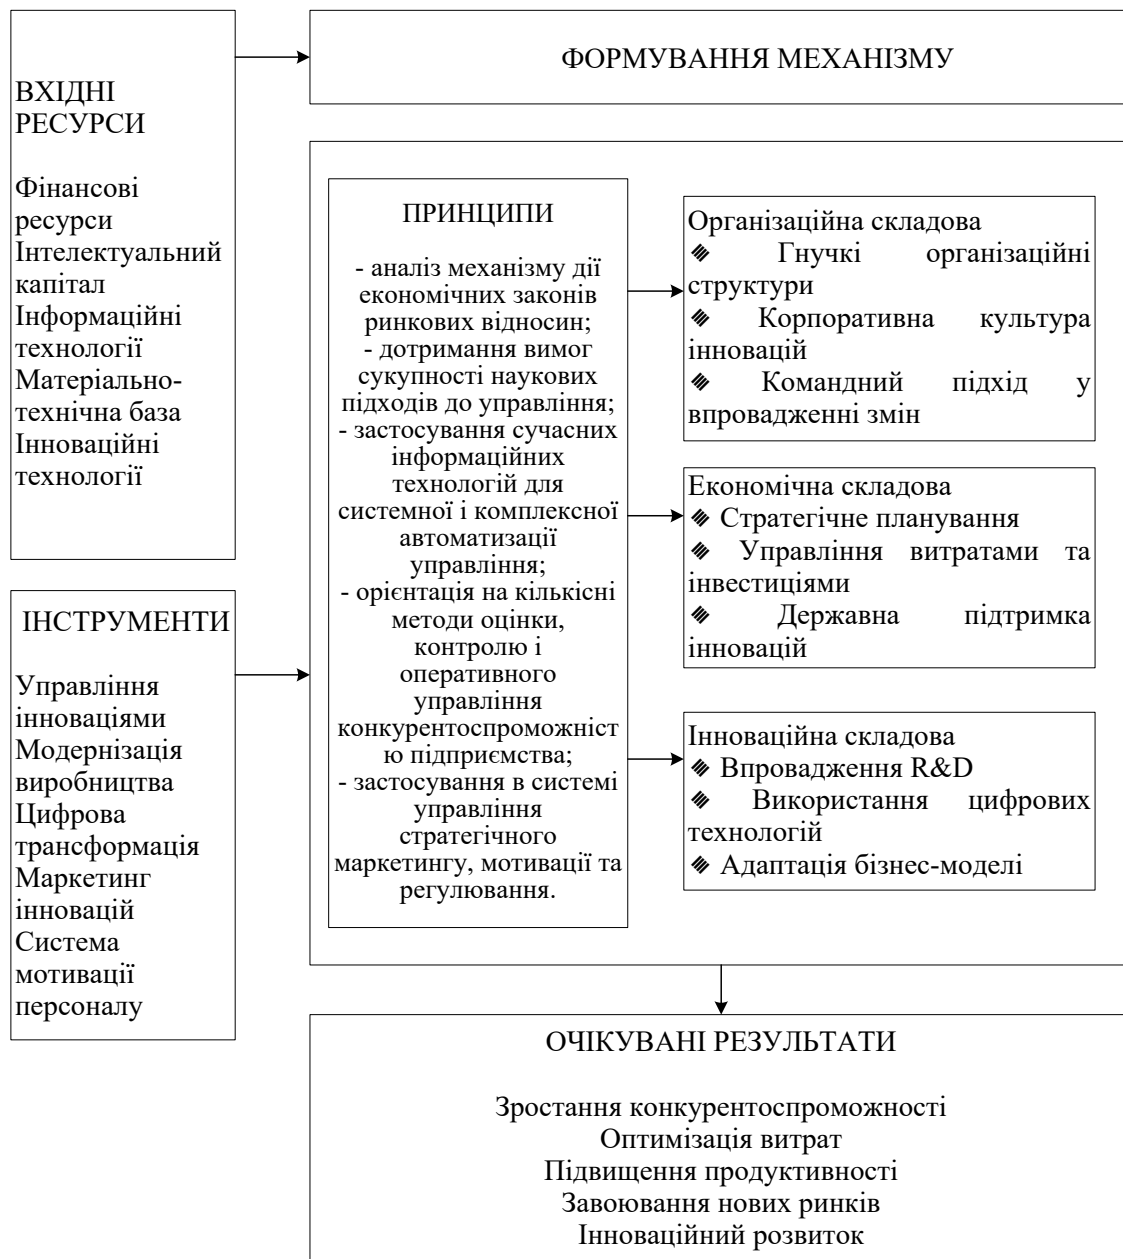 ВХІДНІ
РЕСУРСИ
Фінансові
ресурси
Інтелектуальний
капітал
Інформаційні
технології
Матеріально-
технічна база
Інноваційні
технології
ІНСТРУМЕНТИ
Управління
інноваціями
Модернізація
виробництва
Цифрова
трансформація
Маркетинг
інновацій
Система
мотивації
персоналу
ФОРМУВАННЯ МЕХАНІЗМУ
ПРИНЦИПИ
- аналіз механізму дії
економічних законів
ринкових відносин;
- дотримання вимог
сукупності наукових
підходів до управління;
- застосування сучасних
інформаційних
технологій для
системної і комплексної
автоматизації
управління;
- орієнтація на кількісні
методи оцінки,
контролю і
оперативного
управління
конкурентоспроможніст
ю підприємства;
- застосування в системі
управління
стратегічного
маркетингу, мотивації та
регулювання.
Організаційна складова
Гнучкі організаційні
структури
Корпоративна культура
інновацій
Командний підхід у
впровадженні змін
Економічна складова
Стратегічне планування
Управління витратами та
інвестиціями
Державна підтримка
інновацій
Інноваційна складова
Впровадження R&D
Використання цифрових
технологій
Адаптація бізнес-моделі
ОЧІКУВАНІ РЕЗУЛЬТАТИ
Зростання конкурентоспроможності
Оптимізація витрат
Підвищення продуктивності
Завоювання нових ринків
Інноваційний розвиток